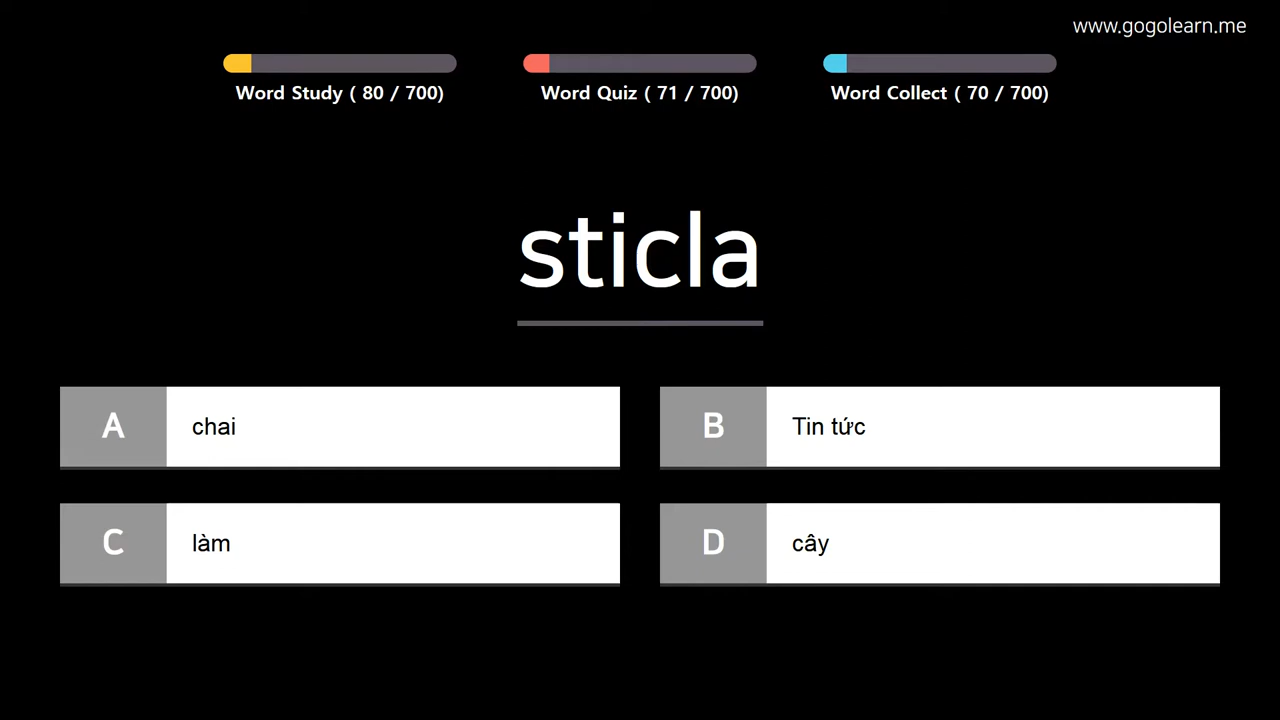 www.gogolearn.me
Word Study ( 80 / 700)
Word Quiz ( 71 / 700)
Word Collect ( 70 / 700)
sticla
A chai
B Tin tức
C làm
D cây